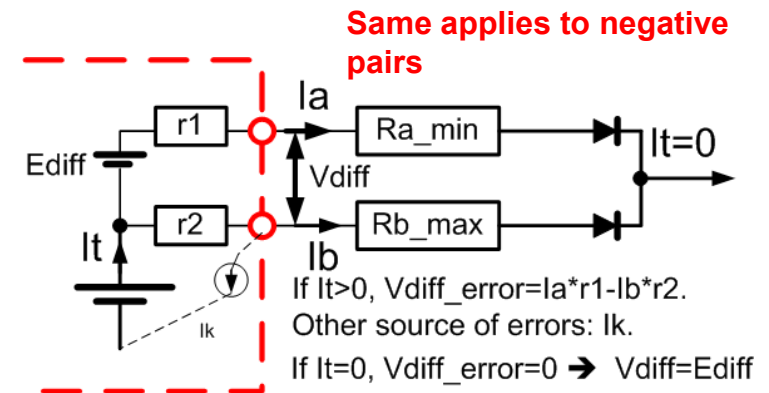 Same applies to negative
pairs
Ia
r1
Ra_min
It=0
Ediff
Vdiff
r2
Rb_max
It
Ib
If It>0, Vdiff_error=Ia*r1-Ib*r2.
Ik
Other source of errors: Ik.
If It=0, Vdiff_error=0 ➔ Vdiff=Ediff